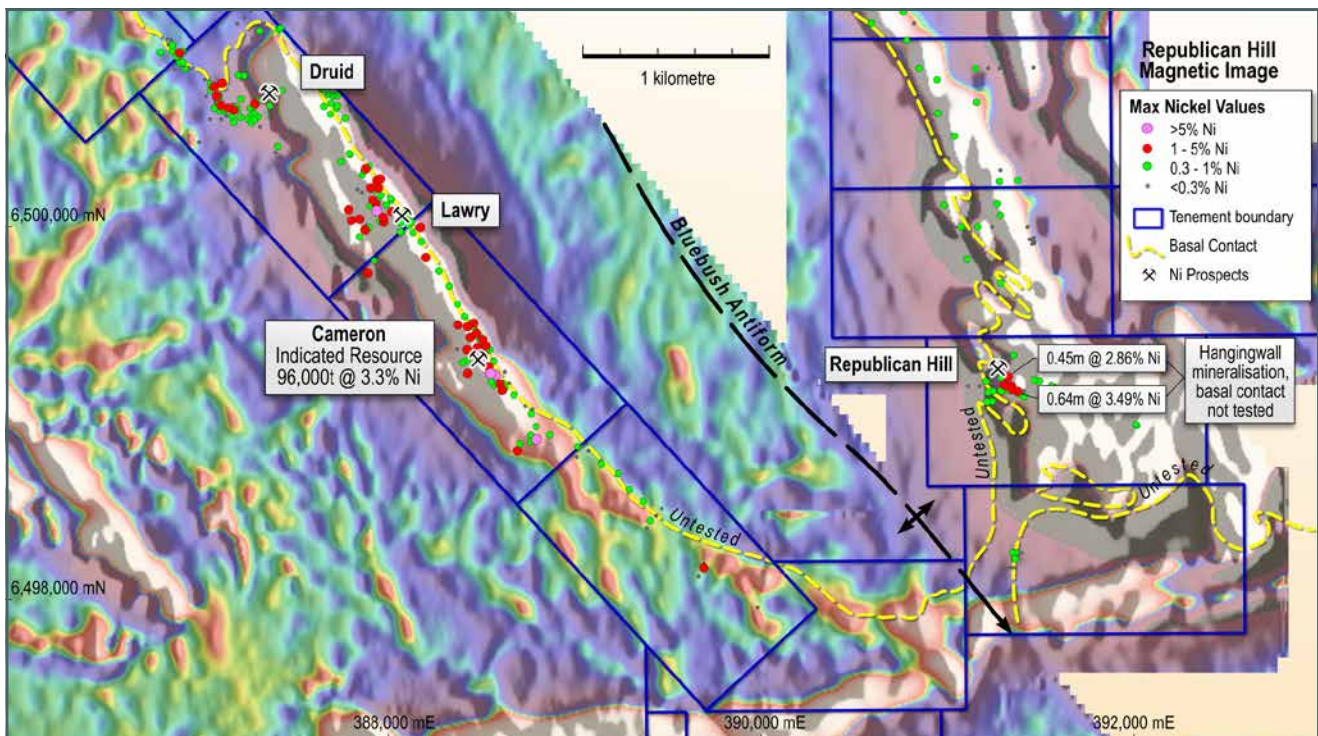 Druid
1 kilometre
Republican Hill
Magnetic Image
Max Nickel Values
>5% Ni
1 - 5% Ni
0.3 - 1% Ni
<0.3% Ni
Tenement boundary
Basal Contact
Ni Prospects
6,500,000 mN
Lawry
Bluebush Antiform
Cameron
Indicated Resource
96,000t @ 3.3% Ni
Republican Hill
0.45m @ 2.86% Ni
0.64m @ 3.49% Ni
Hangingwall
mineralisation,
basal contact
not tested
Untested
Untested
Untested
6,498,000 mN
388,000 mE
390,000 mE
392,000 mE